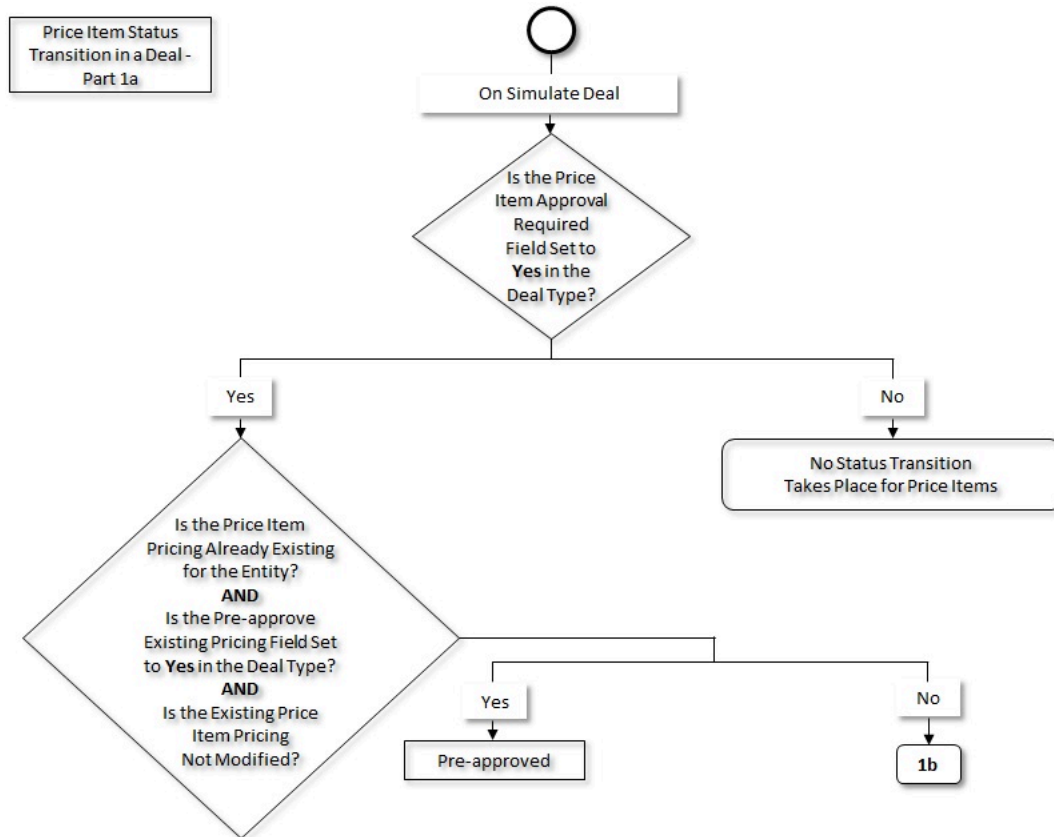 Price Item Status
Transition in a Deal -
Part 1a
On Simulate Deal
Is the Price
Item Approval
Required
Field Set to
Yes in the
Deal Type?
Yes
No
No Status Transition
Takes Place for Price Items
Is the Price Item
Pricing Already Existing
for the Entity?
AND
Is the Pre-approve
Existing Pricing Field Set
to Yes in the Deal Type?
AND
Is the Existing Price
Item Pricing
Not Modified?
Yes
No
Pre-approved
1b